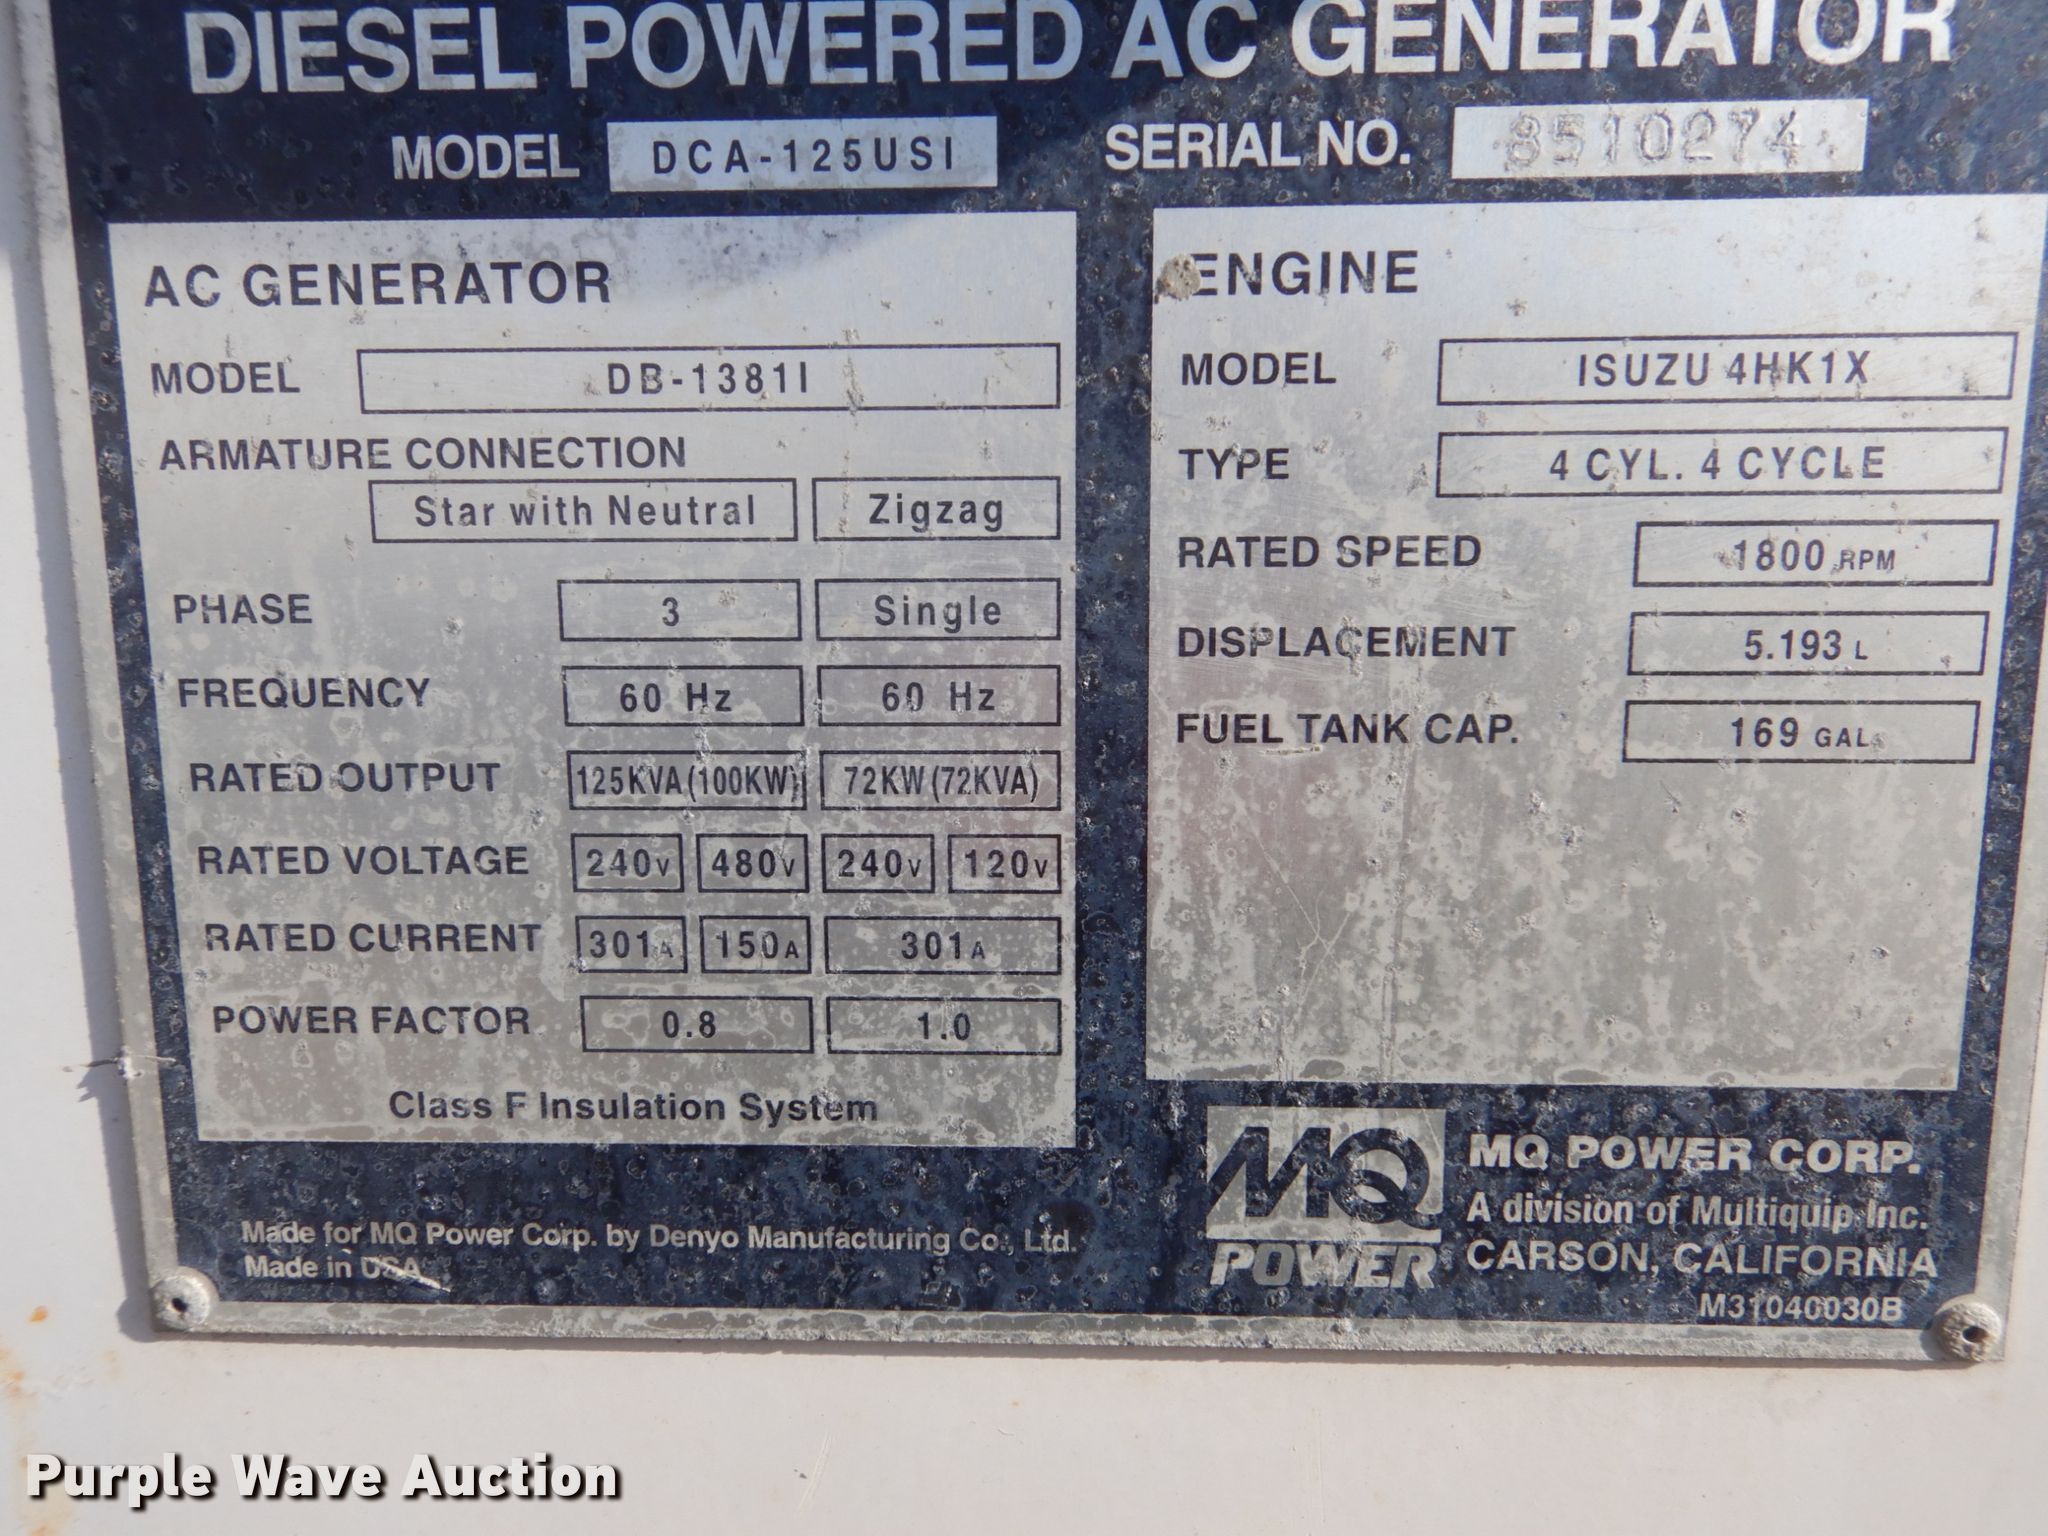 DIESEL POWERED AC GENERATOR
MODEL DCA-125USI SERIAL NO. 8510274
AC GENERATOR
MODEL DB-1381I
ARMATURE CONNECTION
Star with Neutral Zigzag
PHASE 3 Single
FREQUENCY 60 Hz 60 Hz
RATED OUTPUT 125KVA(100KW) 72KW(72KVA)
RATED VOLTAGE 240V 480V 240V 120V
RATED CURRENT 301A 150A 301A
POWER FACTOR 0.8 1.0
Class F Insulation System
ENGINE
MODEL ISUZU 4HK1X
TYPE 4 CYL. 4 CYCLE
RATED SPEED 1800 RPM
DISPLACEMENT 5.193 L
FUEL TANK CAP. 169 GAL.
Made for MQ Power Corp. by Denyo Manufacturing Co., Ltd.
Made in USA
MQ
POWER
MQ POWER CORP.
A division of Multiquip Inc.
CARSON, CALIFORNIA
M31040030B
Purple Wave Auction